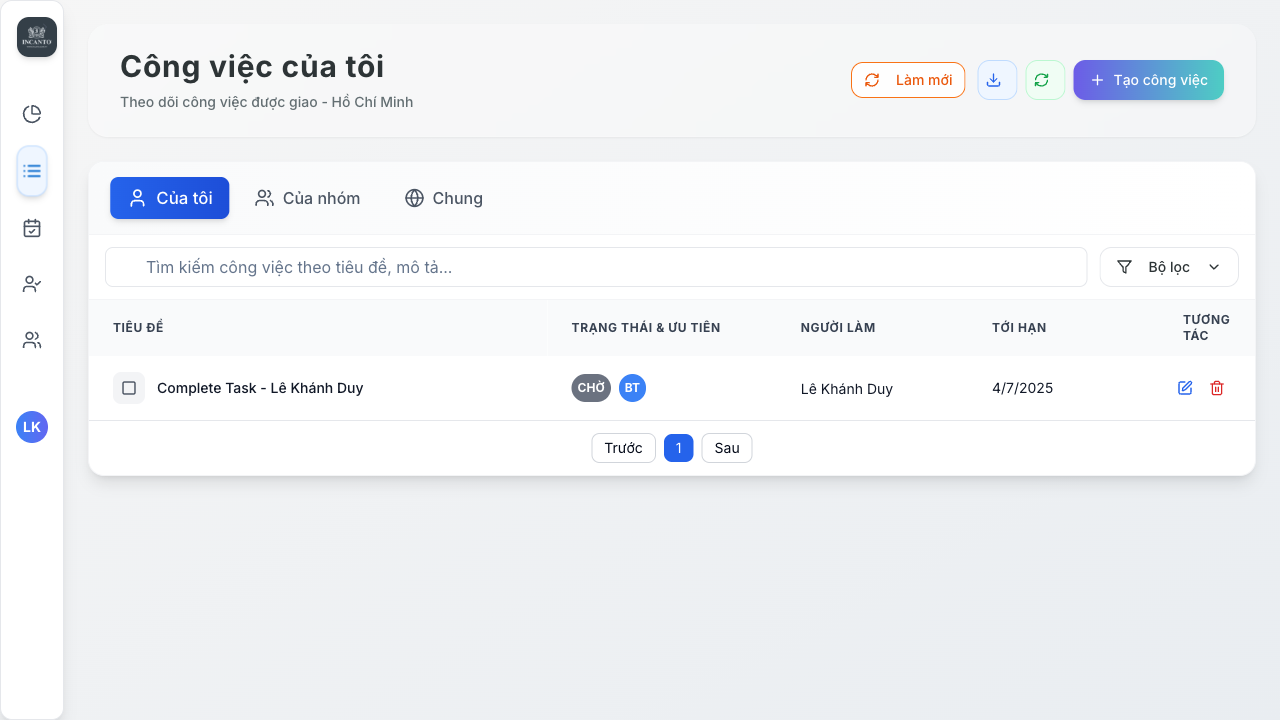 INCANTO
Công việc của tôi
Theo dõi công việc được giao - Hồ Chí Minh
Làm mới
Tạo công việc
Của tôi
Của nhóm
Chung
Tìm kiếm công việc theo tiêu đề, mô tả...
Bộ lọc
TIÊU ĐỀ
TRẠNG THÁI & ƯU TIÊN
NGƯỜI LÀM
TỚI HẠN
TƯƠNG
TÁC
Complete Task - Lê Khánh Duy
CHỜ
BT
Lê Khánh Duy
4/7/2025
LK
Trước
1
Sau